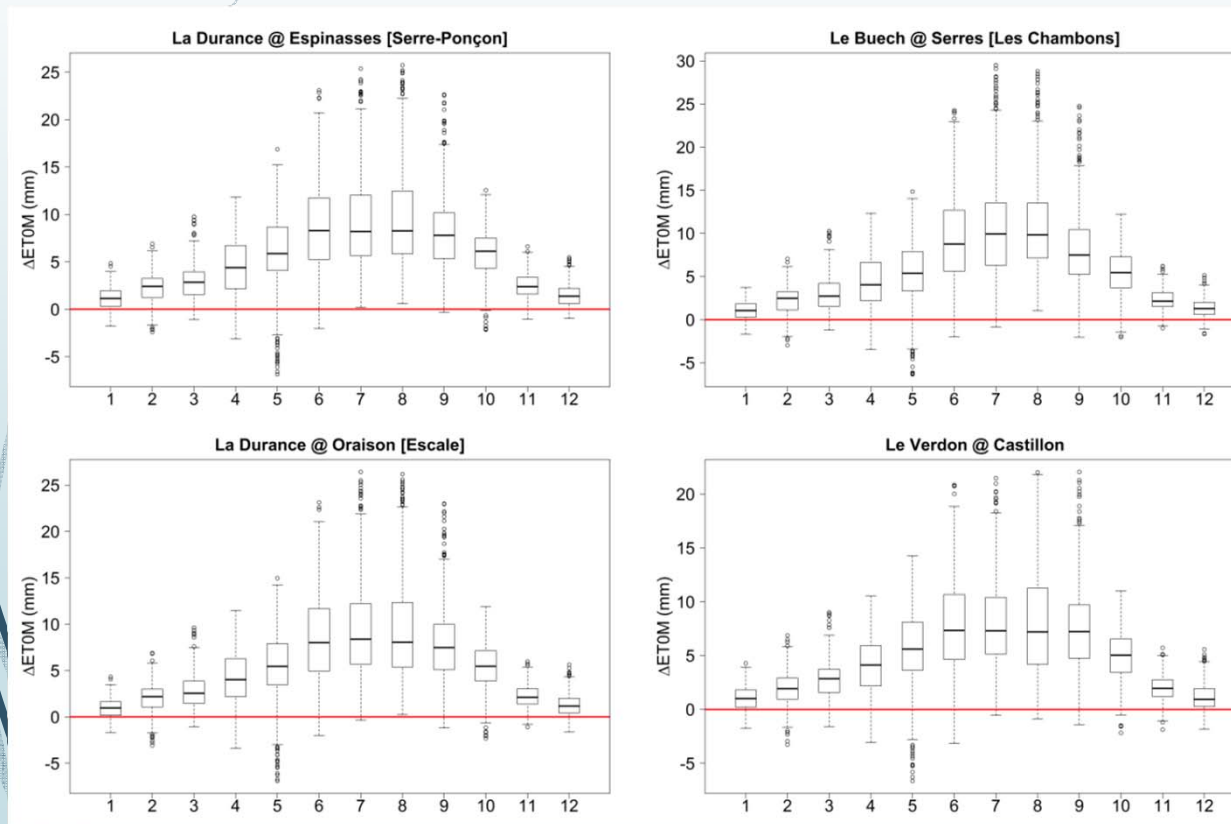 La Durance @ Espinasses [Serre-Ponçon]
ΔET0M (mm)
25
20
15
10
5
0
-5
1 2 3 4 5 6 7 8 9 10 11 12
Le Buech @ Serres [Les Chambons]
ΔET0M (mm)
30
25
20
15
10
5
0
-5
1 2 3 4 5 6 7 8 9 10 11 12
La Durance @ Oraison [Escale]
ΔET0M (mm)
25
20
15
10
5
0
-5
1 2 3 4 5 6 7 8 9 10 11 12
Le Verdon @ Castillon
ΔET0M (mm)
20
15
10
5
0
-5
1 2 3 4 5 6 7 8 9 10 11 12